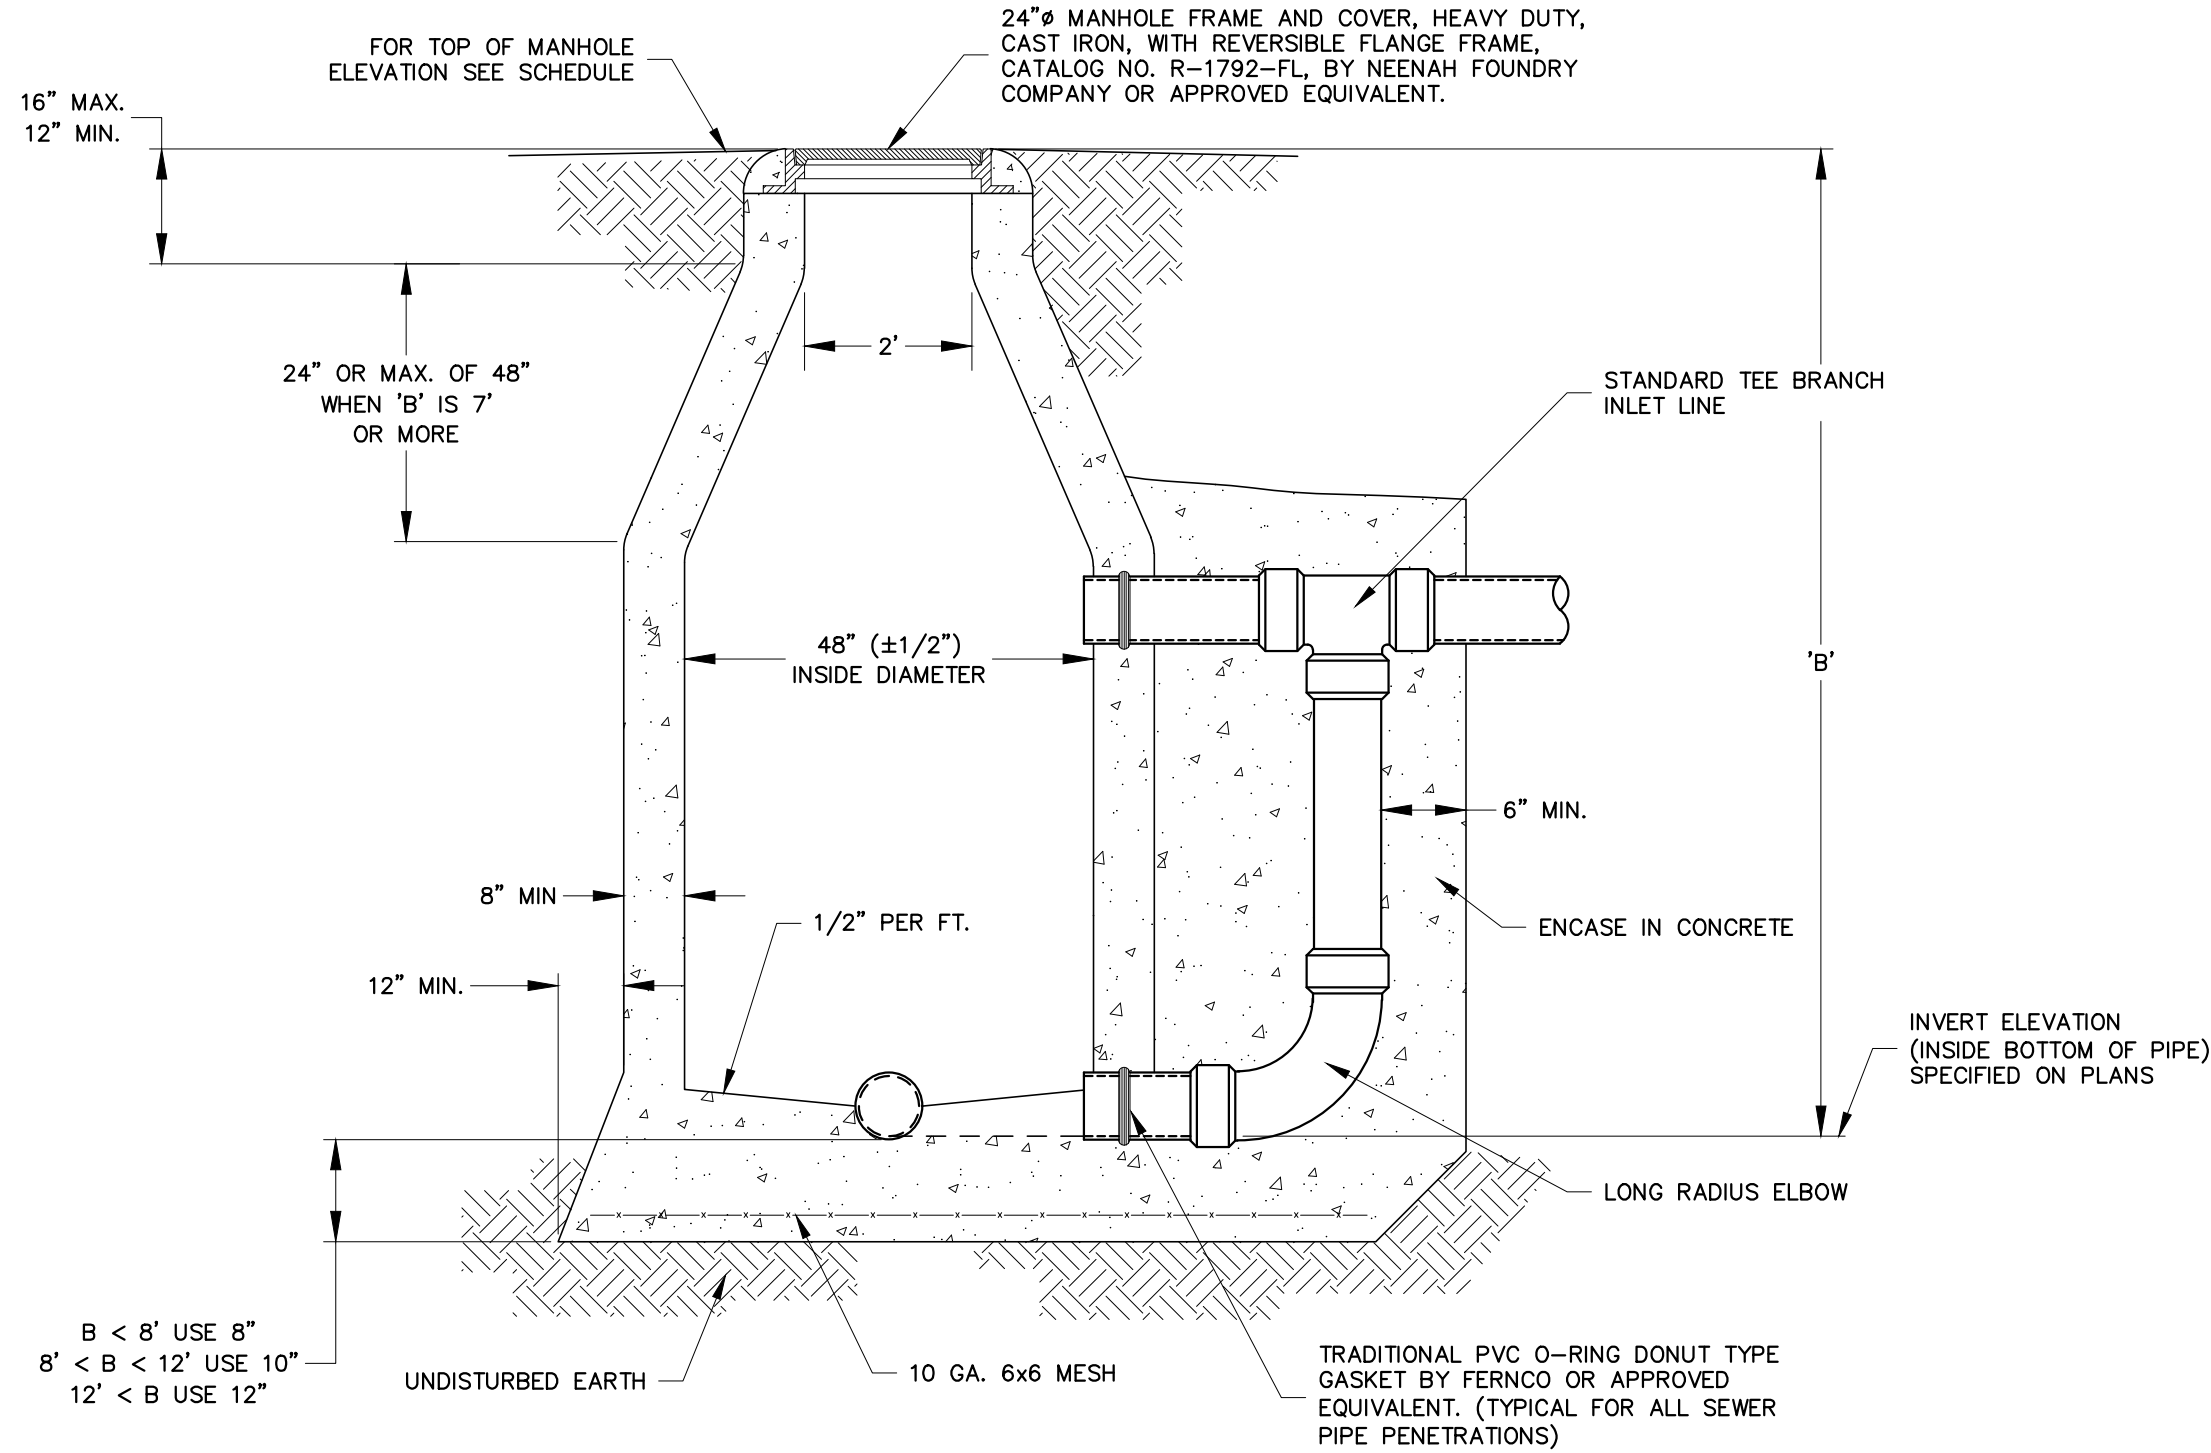 24"ø MANHOLE FRAME AND COVER, HEAVY DUTY,
CAST IRON, WITH REVERSIBLE FLANGE FRAME,
CATALOG NO. R-1792-FL, BY NEENAH FOUNDRY
COMPANY OR APPROVED EQUIVALENT.
FOR TOP OF MANHOLE
ELEVATION SEE SCHEDULE
16" MAX.
12" MIN.
2'
24" OR MAX. OF 48"
WHEN 'B' IS 7'
OR MORE
STANDARD TEE BRANCH
INLET LINE
48" (±1/2")
INSIDE DIAMETER
'B'
6" MIN.
8" MIN
1/2" PER FT.
ENCASE IN CONCRETE
12" MIN.
INVERT ELEVATION
(INSIDE BOTTOM OF PIPE)
SPECIFIED ON PLANS
LONG RADIUS ELBOW
B < 8' USE 8"
8' < B < 12' USE 10"
12' < B USE 12"
UNDISTURBED EARTH
10 GA. 6x6 MESH
TRADITIONAL PVC O-RING DONUT TYPE
GASKET BY FERNCO OR APPROVED
EQUIVALENT. (TYPICAL FOR ALL SEWER
PIPE PENETRATIONS)